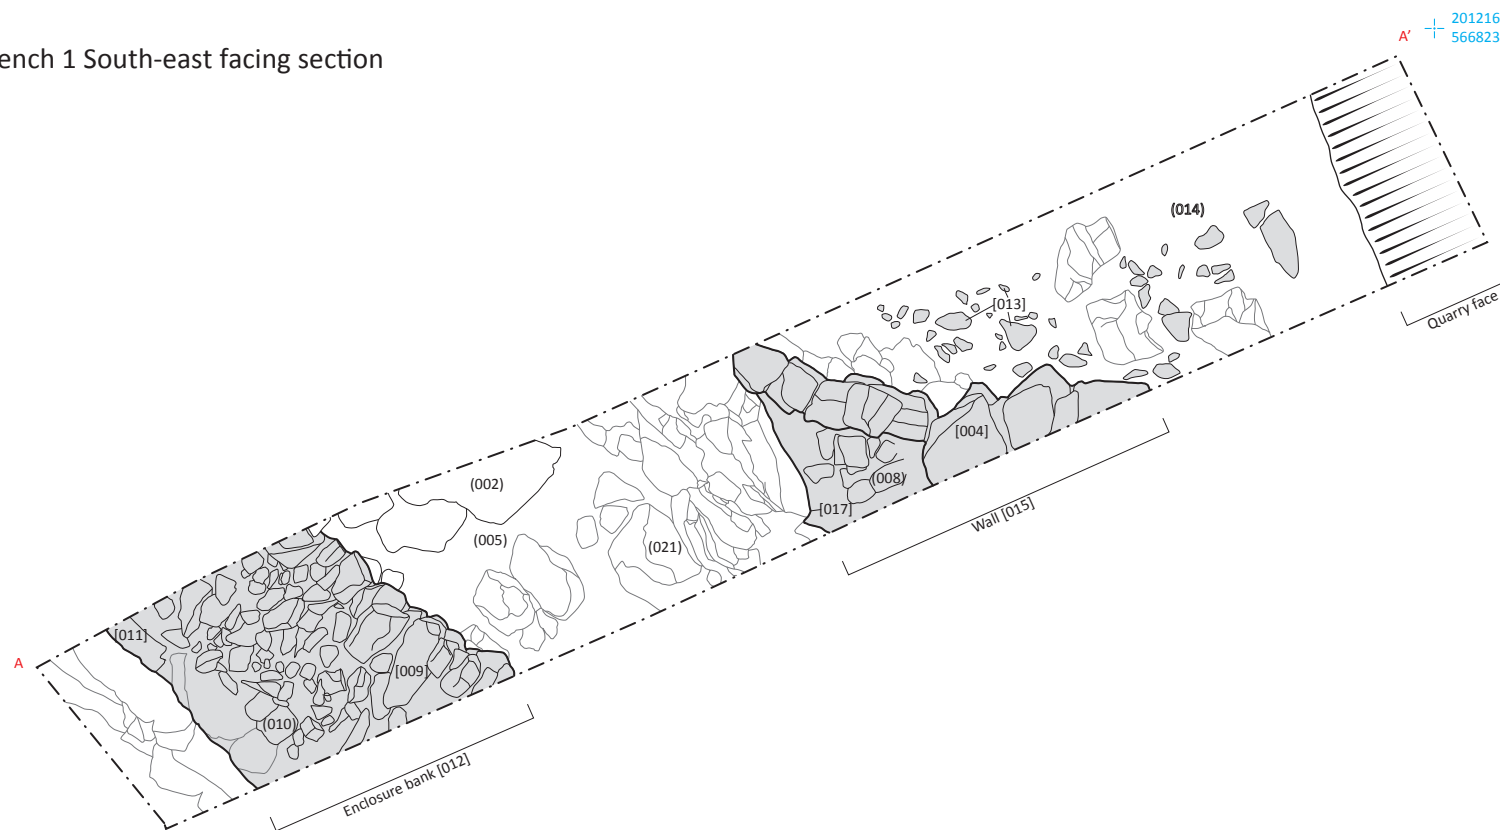 ench 1 South-east facing section
201216
566823
A'
(014)
[013]
Quarry face
[004]
(008)
[017]
Wall [015]
(002)
(005)
(021)
[011]
A
[009]
(010)
Enclosure bank [012]